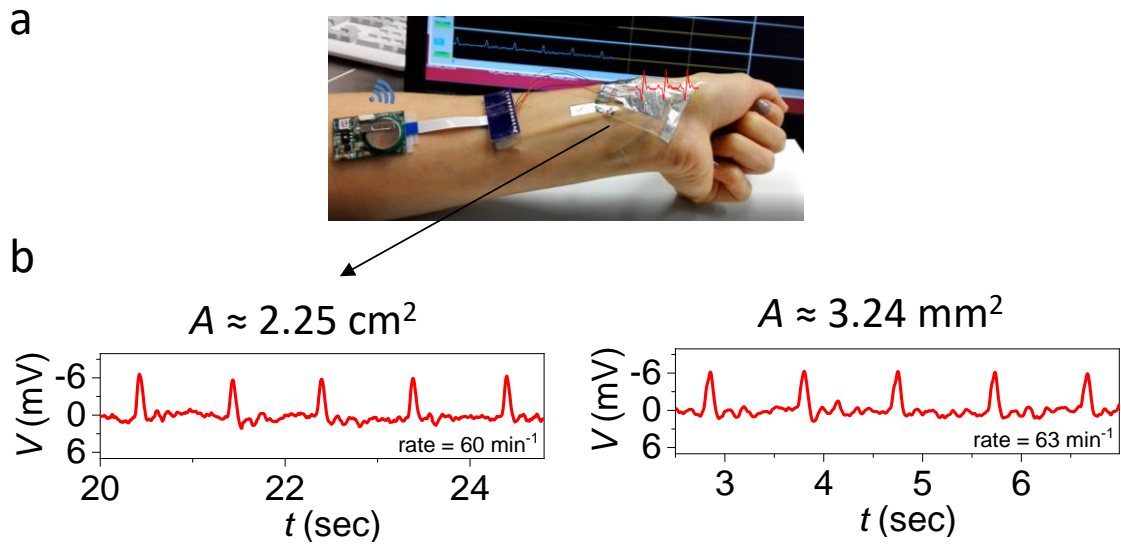 a
b
A ≈ 2.25 cm²
A ≈ 3.24 mm²
V (mV)
-6
0
6
rate = 60 min⁻¹
20
22
24
t (sec)
V (mV)
-6
0
6
rate = 63 min⁻¹
3
4
5
6
t (sec)